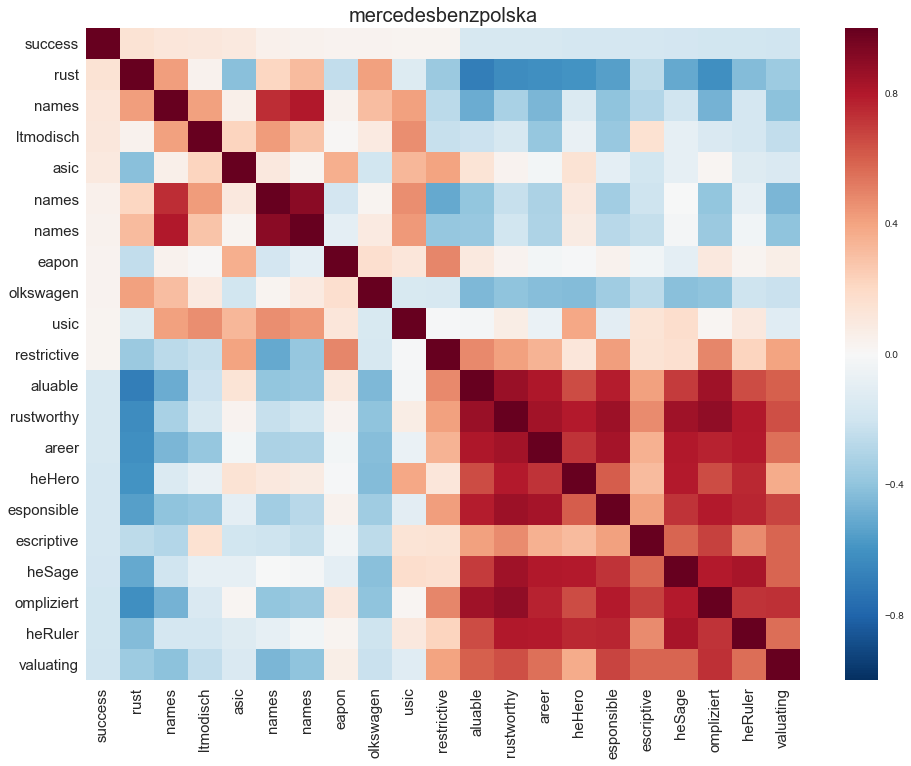 mercedesbenzpolska
success
rust
names
ltmodisch
asic
names
names
eapon
olkswagen
usic
restrictive
aluable
rustworthy
areer
heHero
esponsible
escriptive
heSage
ompliziert
heRuler
valuating
success
rust
names
ltmodisch
asic
names
names
eapon
olkswagen
usic
restrictive
aluable
rustworthy
areer
heHero
esponsible
escriptive
heSage
ompliziert
heRuler
valuating
0.8
0.4
0.0
−0.4
−0.8